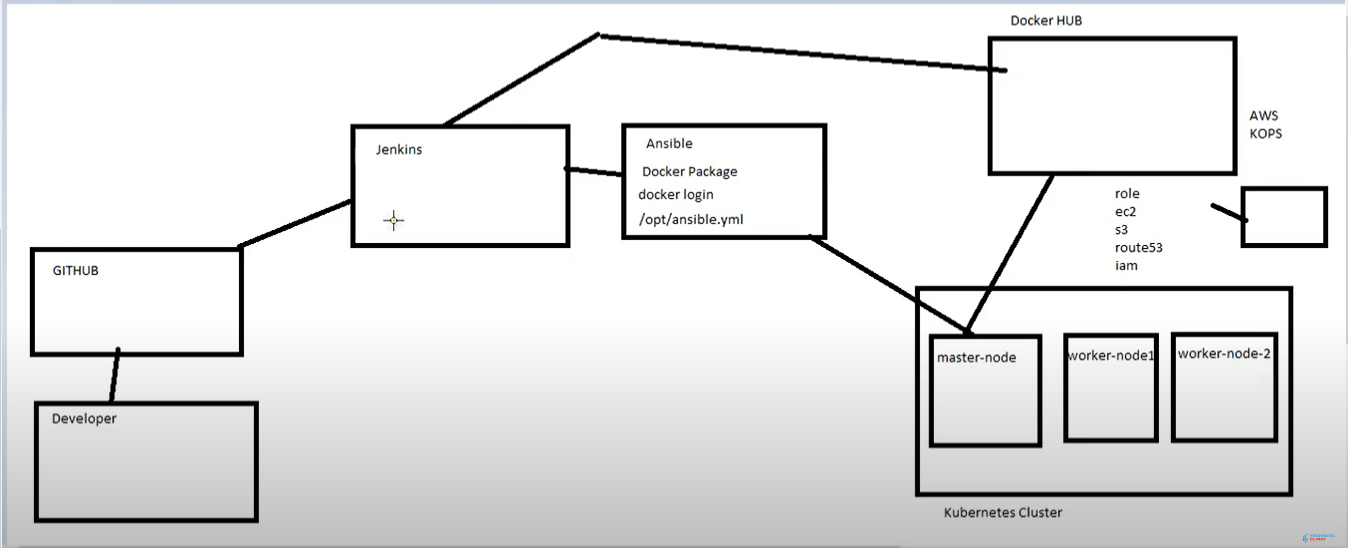 Docker HUB
AWS
KOPS
Jenkins
Ansible
Docker Package
docker login
/opt/ansible.yml
role
ec2
s3
route53
iam
GITHUB
Developer
master-node
worker-node1
worker-node-2
Kubernetes Cluster